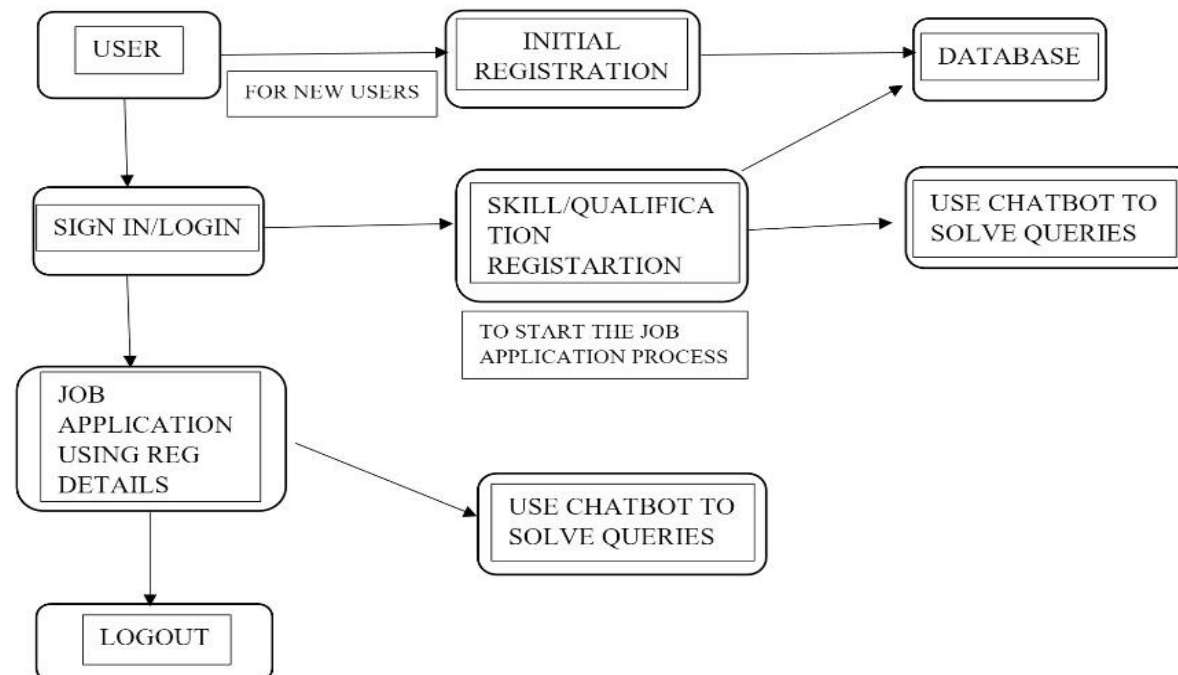 USER
FOR NEW USERS
INITIAL
REGISTRATION
DATABASE
SIGN IN/LOGIN
SKILL/QUALIFICA
TION
REGISTARTION
TO START THE JOB
APPLICATION PROCESS
USE CHATBOT TO
SOLVE QUERIES
JOB
APPLICATION
USING REG
DETAILS
USE CHATBOT TO
SOLVE QUERIES
LOGOUT